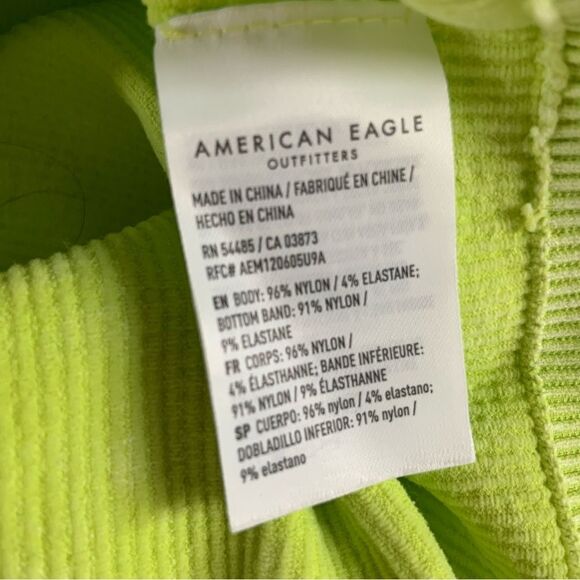 AMERICAN EAGLE
OUTFITTERS
MADE IN CHINA / FABRIQUÉ EN CHINE /
HECHO EN CHINA
RN 54485 / CA 03873
RFC# AEM120605U9A
EN BODY: 96% NYLON / 4% ELASTANE;
BOTTOM BAND: 91% NYLON /
9% ELASTANE
FR CORPS: 96% NYLON /
4% ÉLASTHANNE; BANDE INFÉRIEURE:
91% NYLON / 9% ÉLASTHANNE
SP CUERPO: 96% nylon / 4% elastano;
DOBLADILLO INFERIOR: 91% nylon /
9% elastano